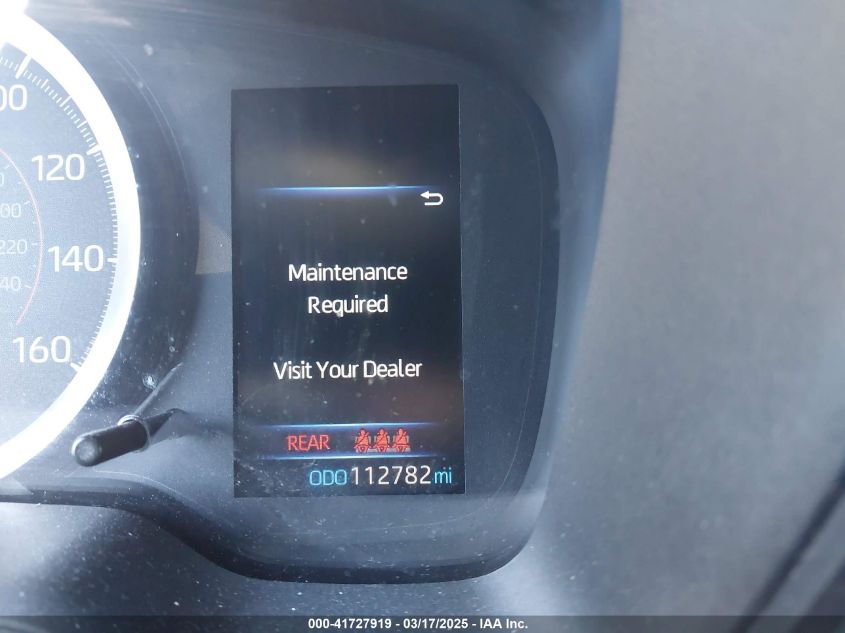 120
140
160
220
Maintenance
Required
Visit Your Dealer
REAR
ODO 112782 mi
000-41727919 - 03/17/2025 - IAA Inc.